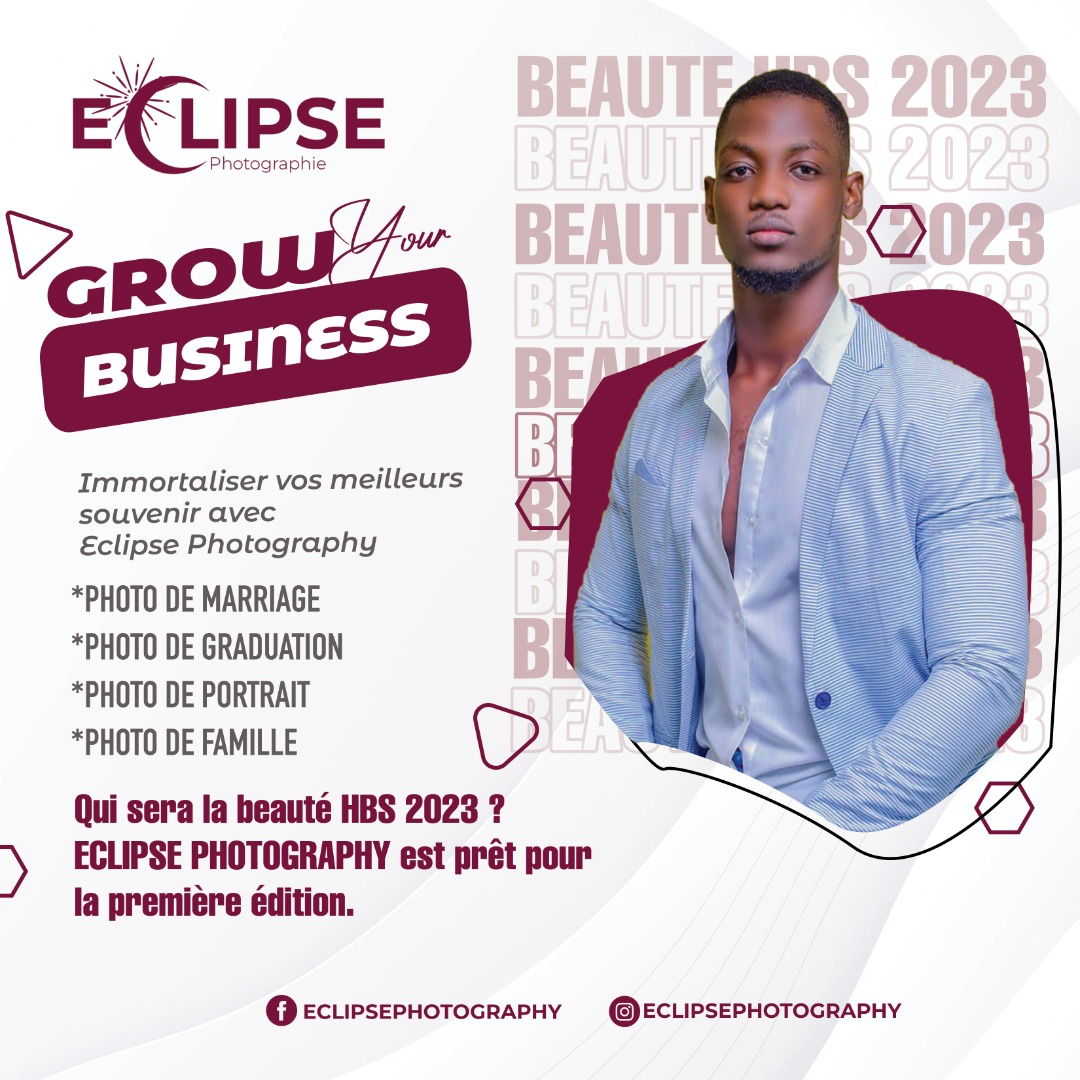 ECLIPSE
Photographie
GROW Your
BUSINESS
Immortaliser vos meilleurs
souvenir avec
Eclipse Photography
*PHOTO DE MARRIAGE
*PHOTO DE GRADUATION
*PHOTO DE PORTRAIT
*PHOTO DE FAMILLE
Qui sera la beauté HBS 2023 ?
ECLIPSE PHOTOGRAPHY est prêt pour
la première édition.
BEAUTE HBS 2023
BEAUTE 2023
BEAUTE HBS 2023
BEAUTE 2023
ECLIPSEPHOTOGRAPHY
ECLIPSEPHOTOGRAPHY